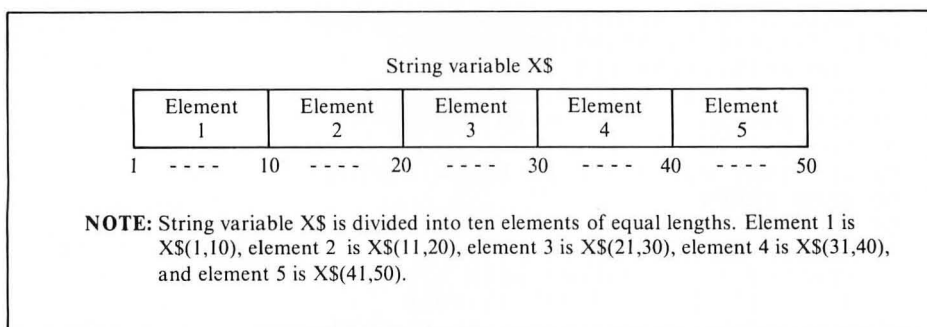 String variable X$
Element Element Element Element Element
1 2 3 4 5
1 - - - - 10 - - - - 20 - - - - 30 - - - - 40 - - - - 50
NOTE: String variable X$ is divided into ten elements of equal lengths. Element 1 is
X$(1,10), element 2 is X$(11,20), element 3 is X$(21,30), element 4 is X$(31,40),
and element 5 is X$(41,50).